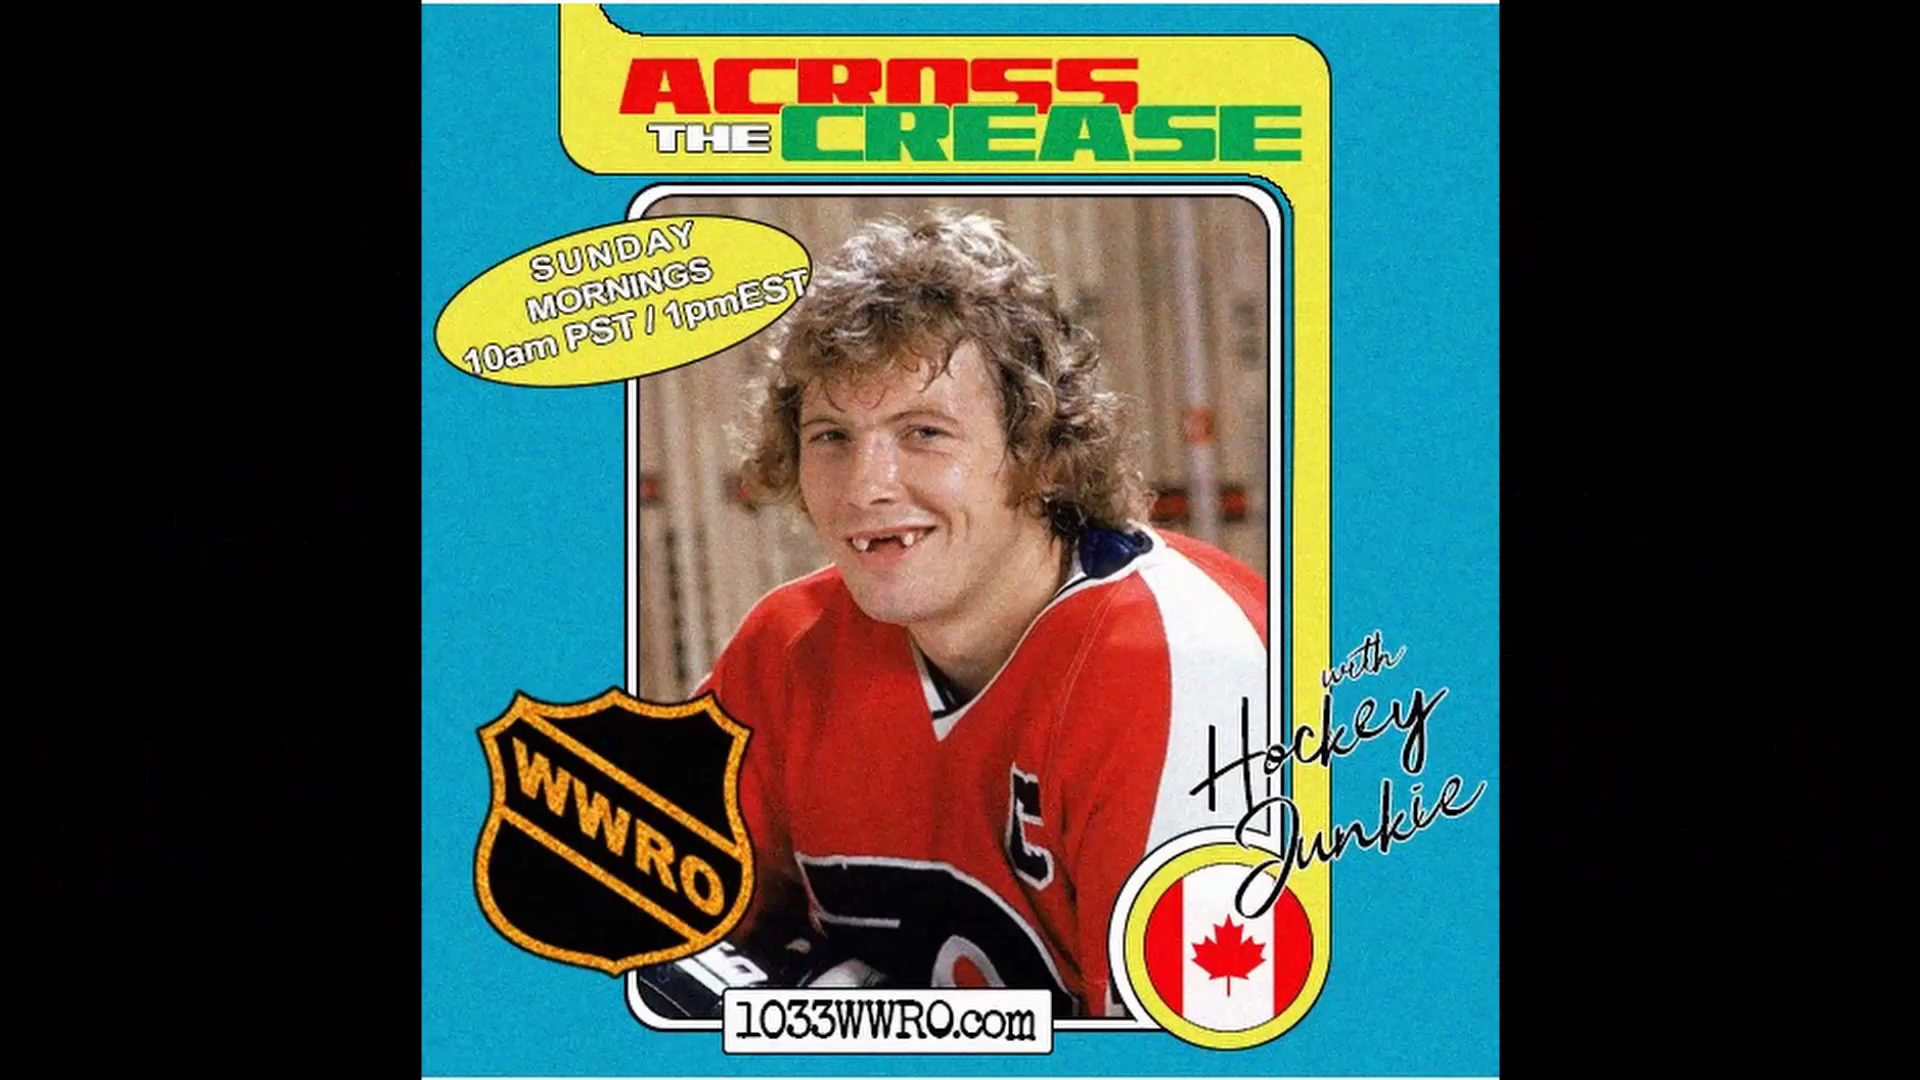 ACROSS
THE CREASE
SUNDAY
MORNINGS
10am PST / 1pmEST
with
Hockey
Junkie
WWRO
C
1033WWRO.com